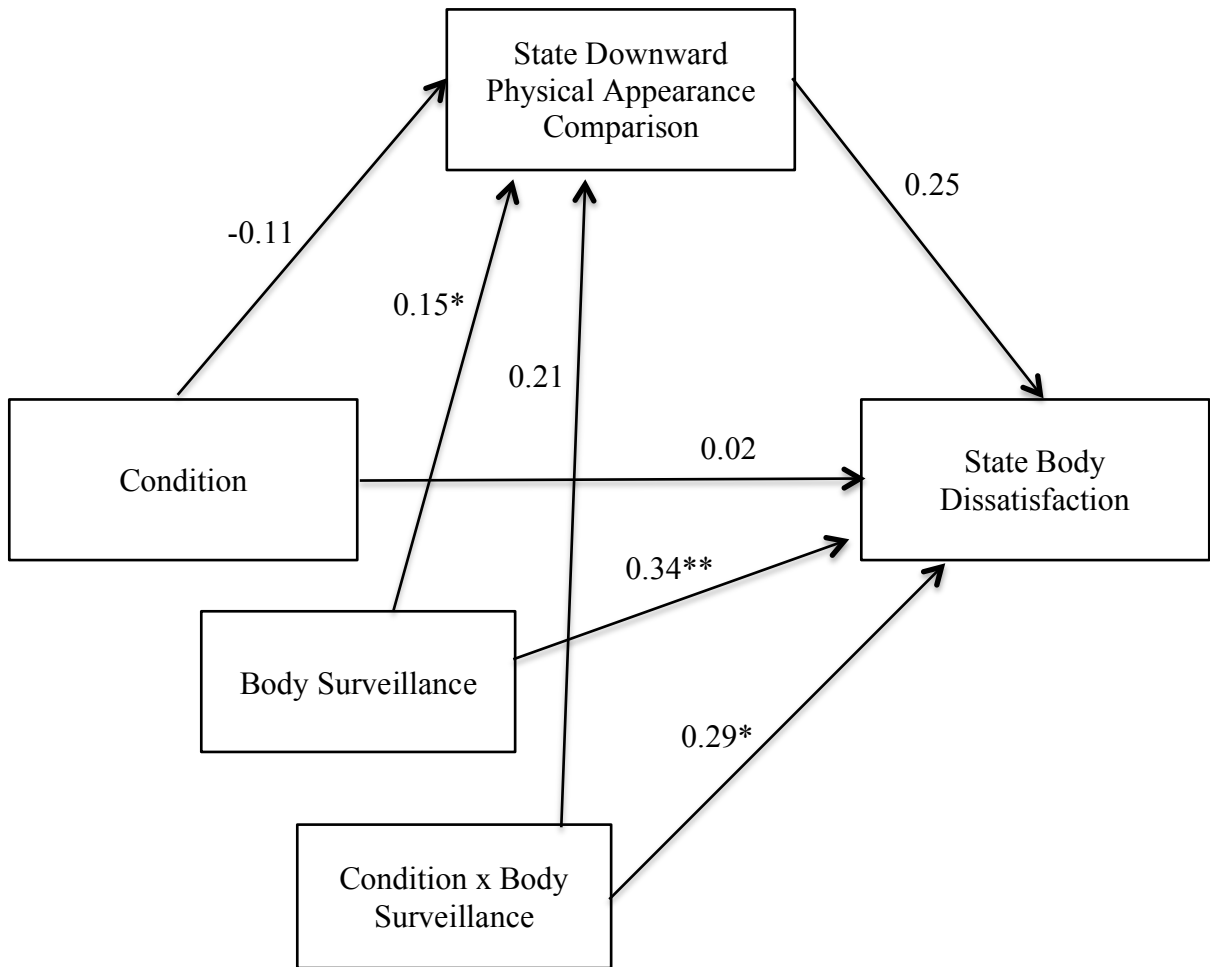 State Downward
Physical Appearance
Comparison
0.25
-0.11
0.15*
0.21
0.02
Condition
State Body
Dissatisfaction
0.34**
Body Surveillance
0.29*
Condition x Body
Surveillance